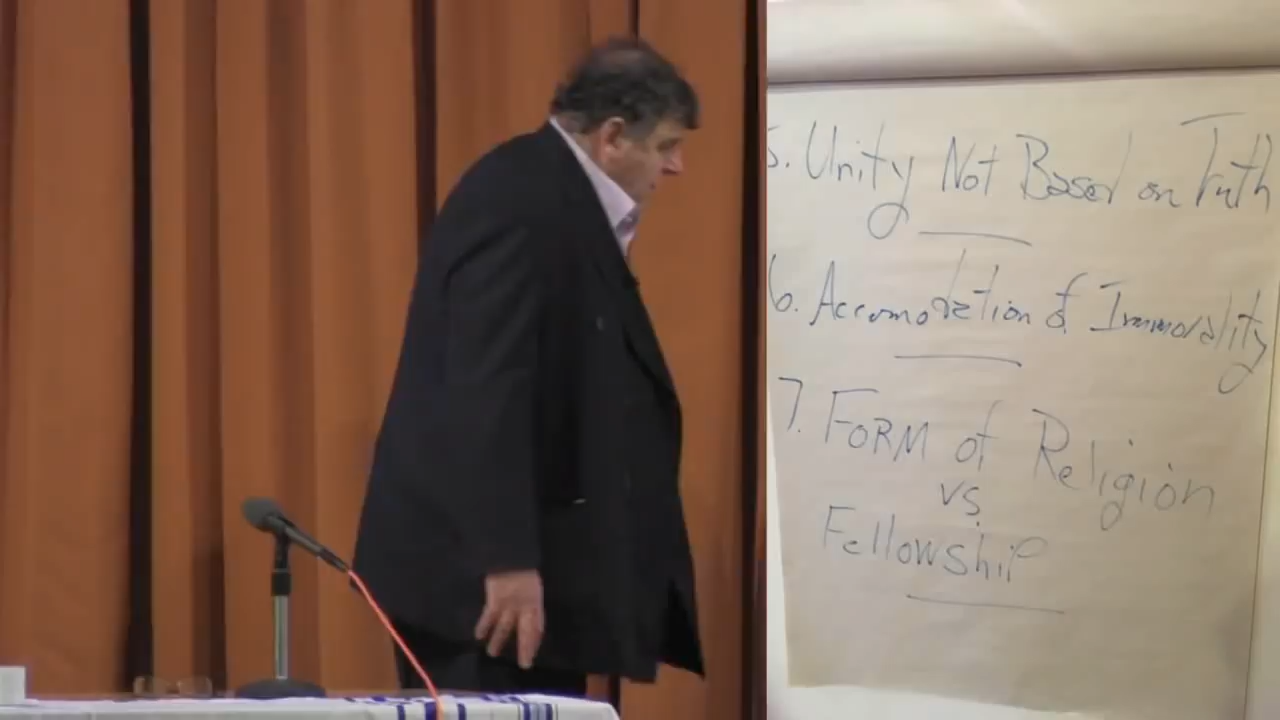 5. Unity Not Based on Truth
6. Accomodation of Immorality
7. FORM of Religion
vs.
Fellowship